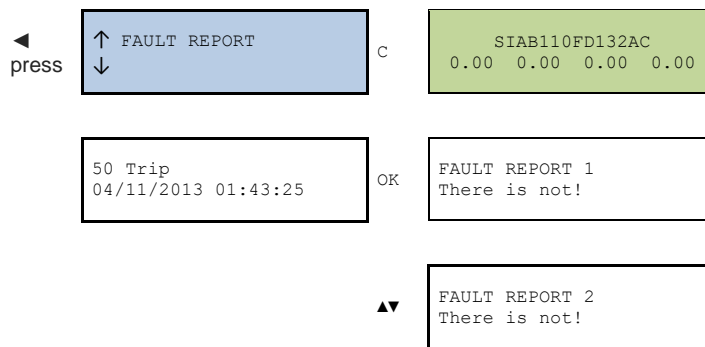 ◄
press
↑ FAULT REPORT
↓
C
SIAB110FD132AC
0.00 0.00 0.00 0.00
50 Trip
04/11/2013 01:43:25
OK
FAULT REPORT 1
There is not!
▲▼
FAULT REPORT 2
There is not!